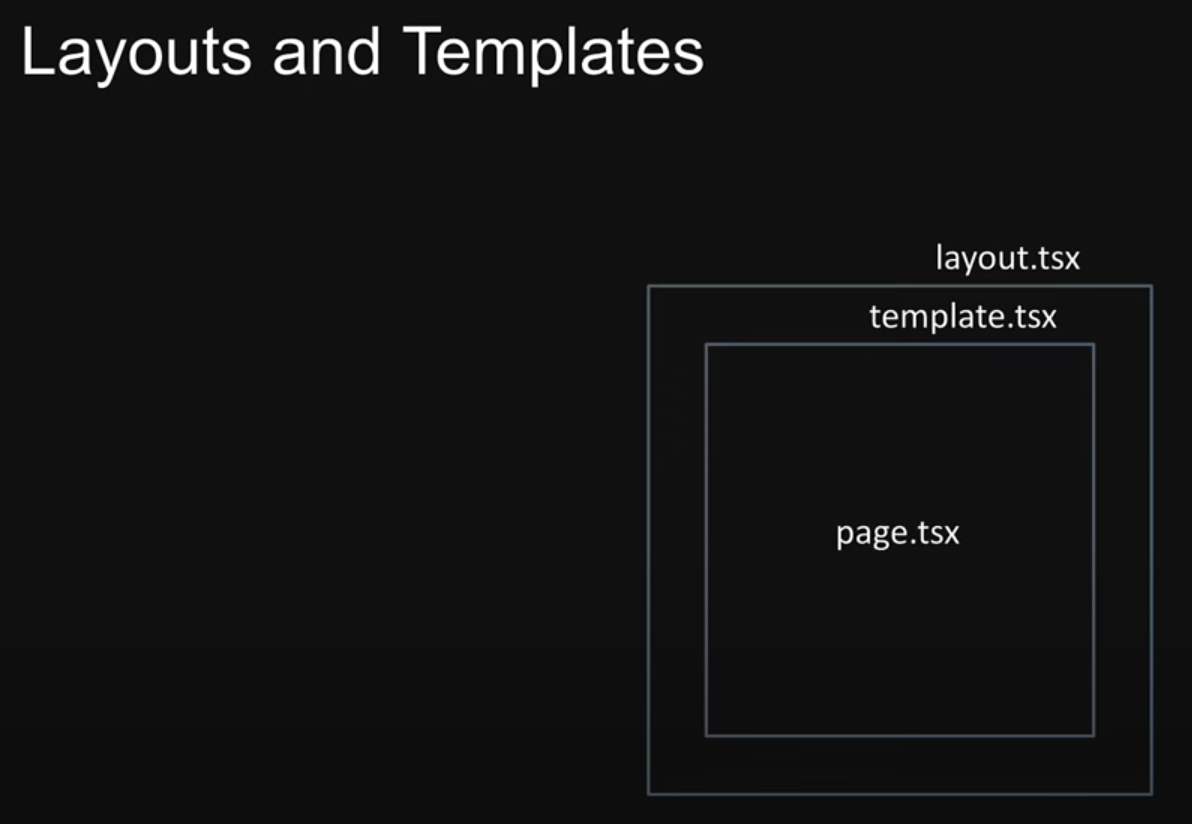 Layouts and Templates
layout.tsx
template.tsx
page.tsx